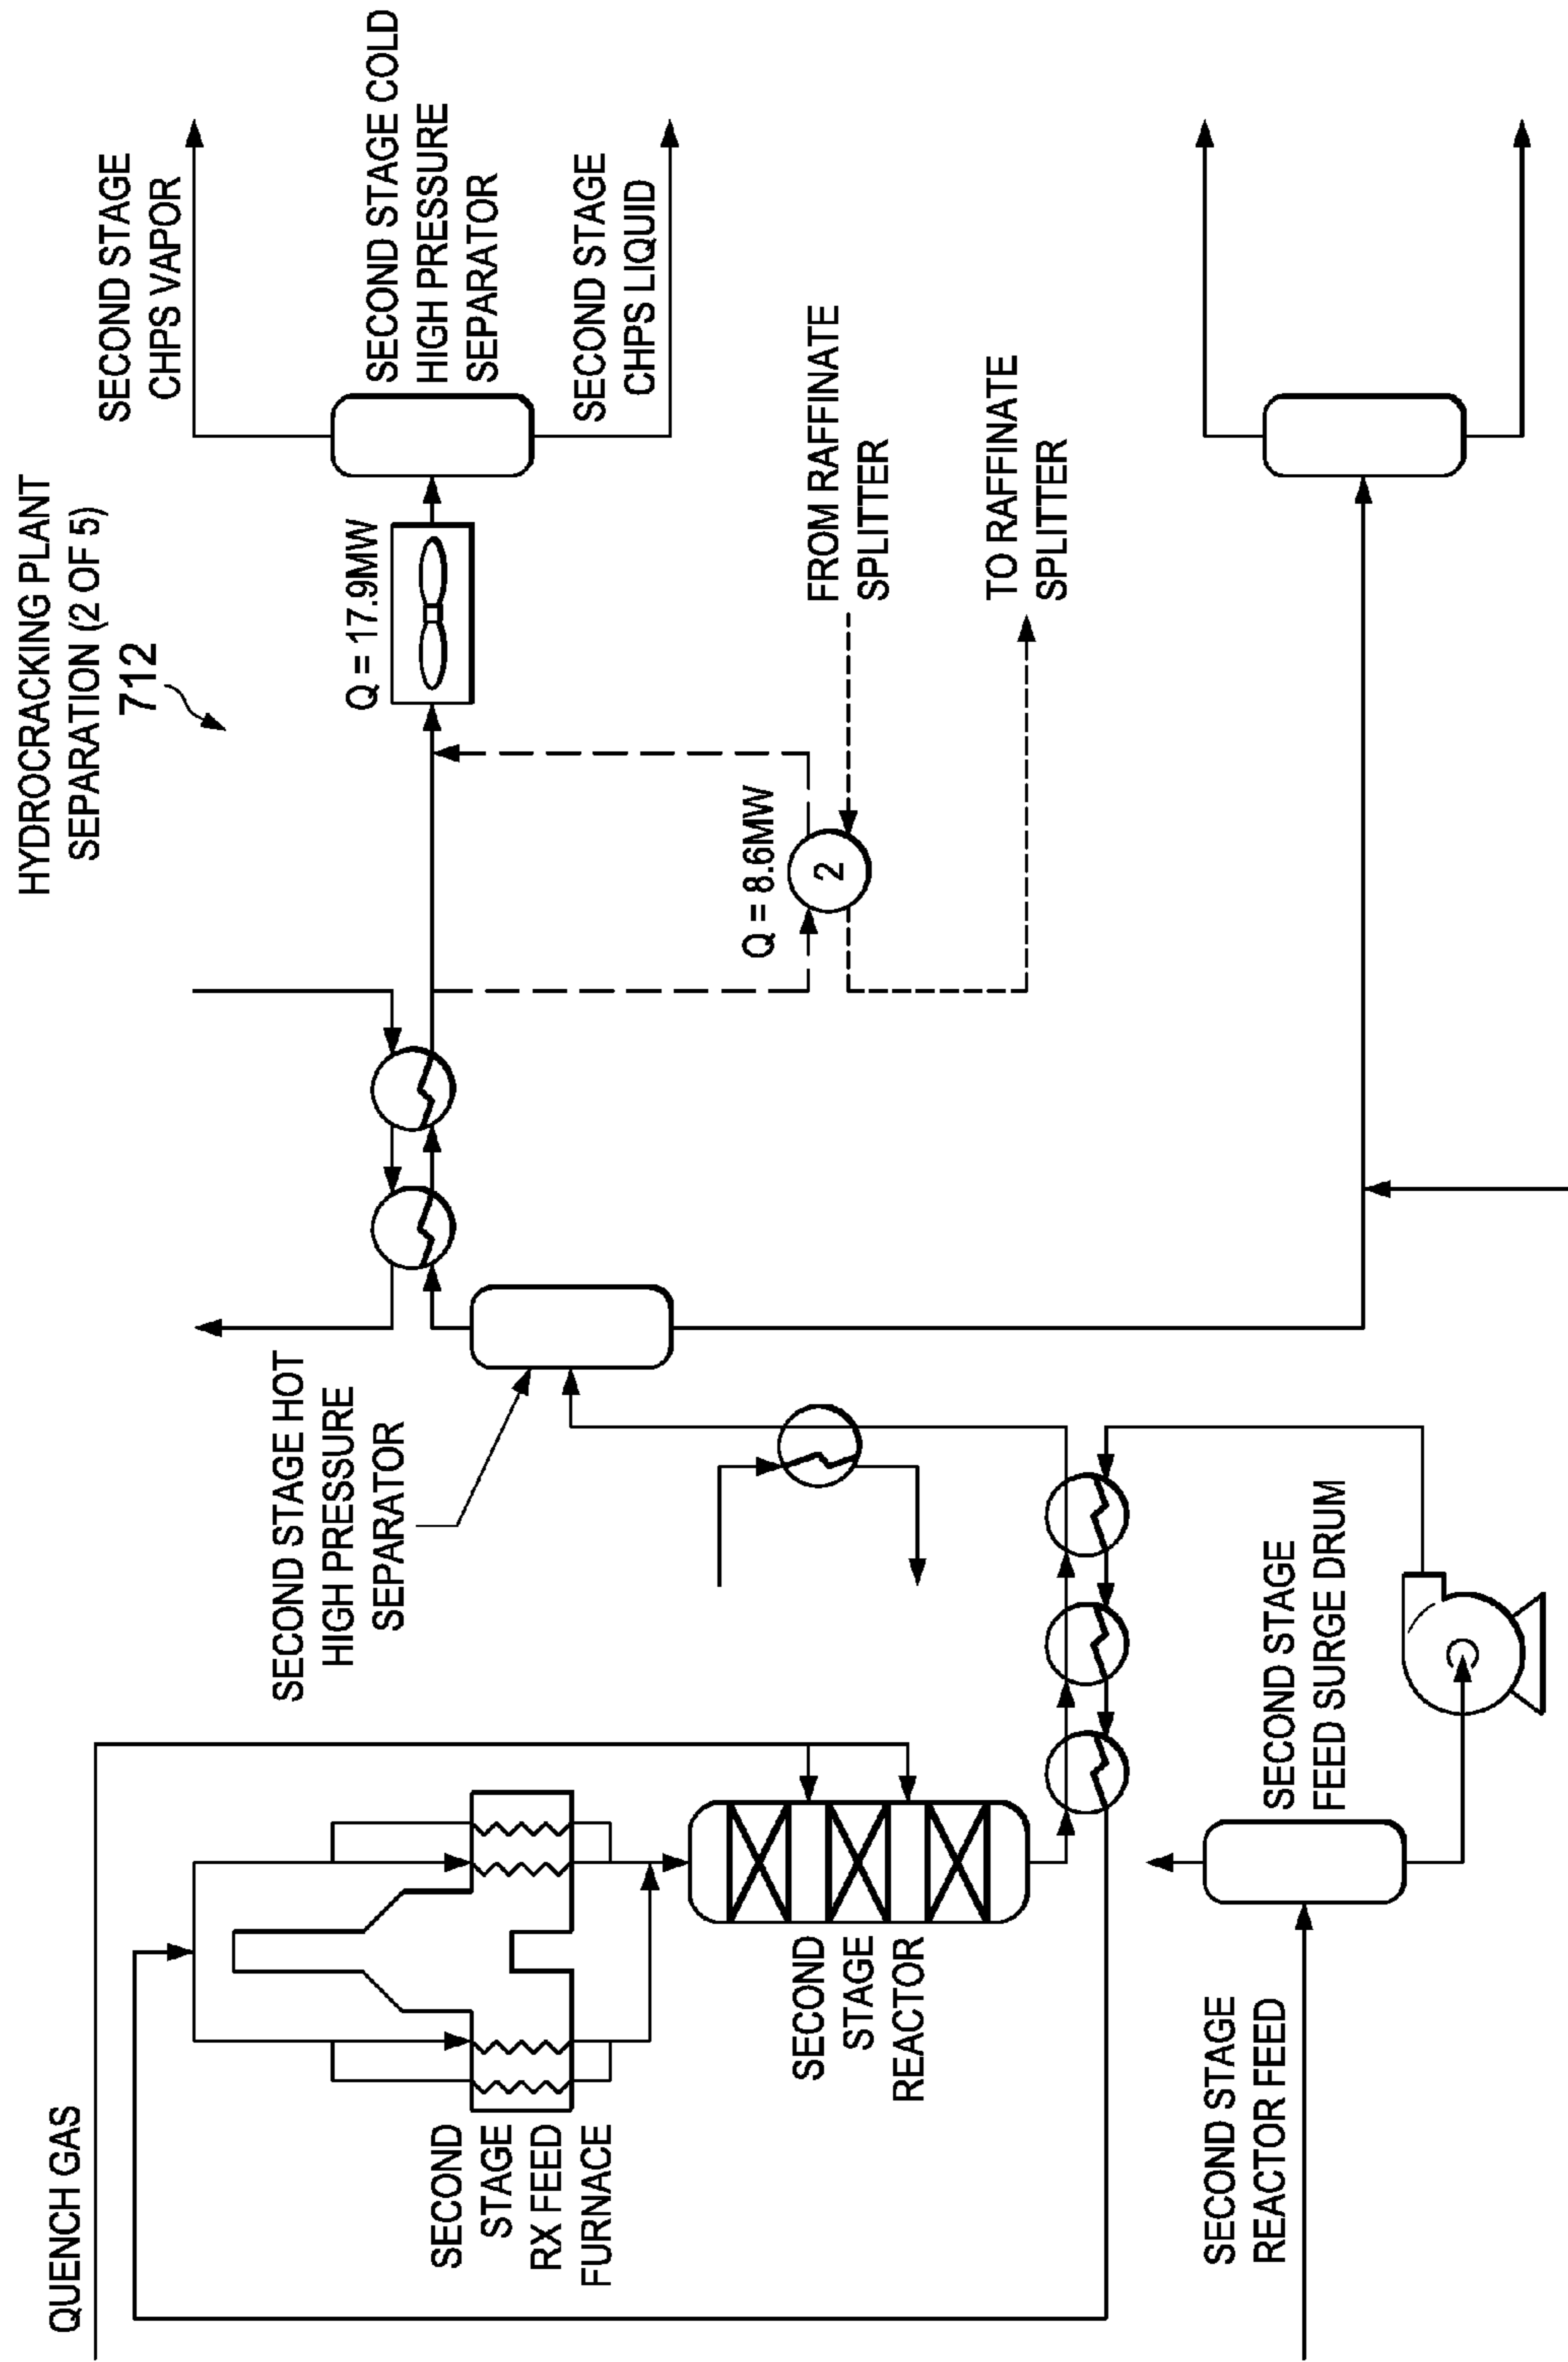 HYDROCRACKING PLANT
SEPARATION (2 OF 5)
712
QUENCH GAS
SECOND
STAGE
RX FEED
FURNACE
SECOND STAGE HOT
HIGH PRESSURE
SEPARATOR
SECOND STAGE
CHPS VAPOR
Q = 17.9MW
SECOND STAGE COLD
HIGH PRESSURE
SEPARATOR
SECOND STAGE
CHPS LIQUID
Q = 8.6MW
2
FROM RAFFINATE
SPLITTER
TO RAFFINATE
SPLITTER
SECOND
STAGE
REACTOR
SECOND STAGE
REACTOR FEED
SECOND STAGE
FEED SURGE DRUM